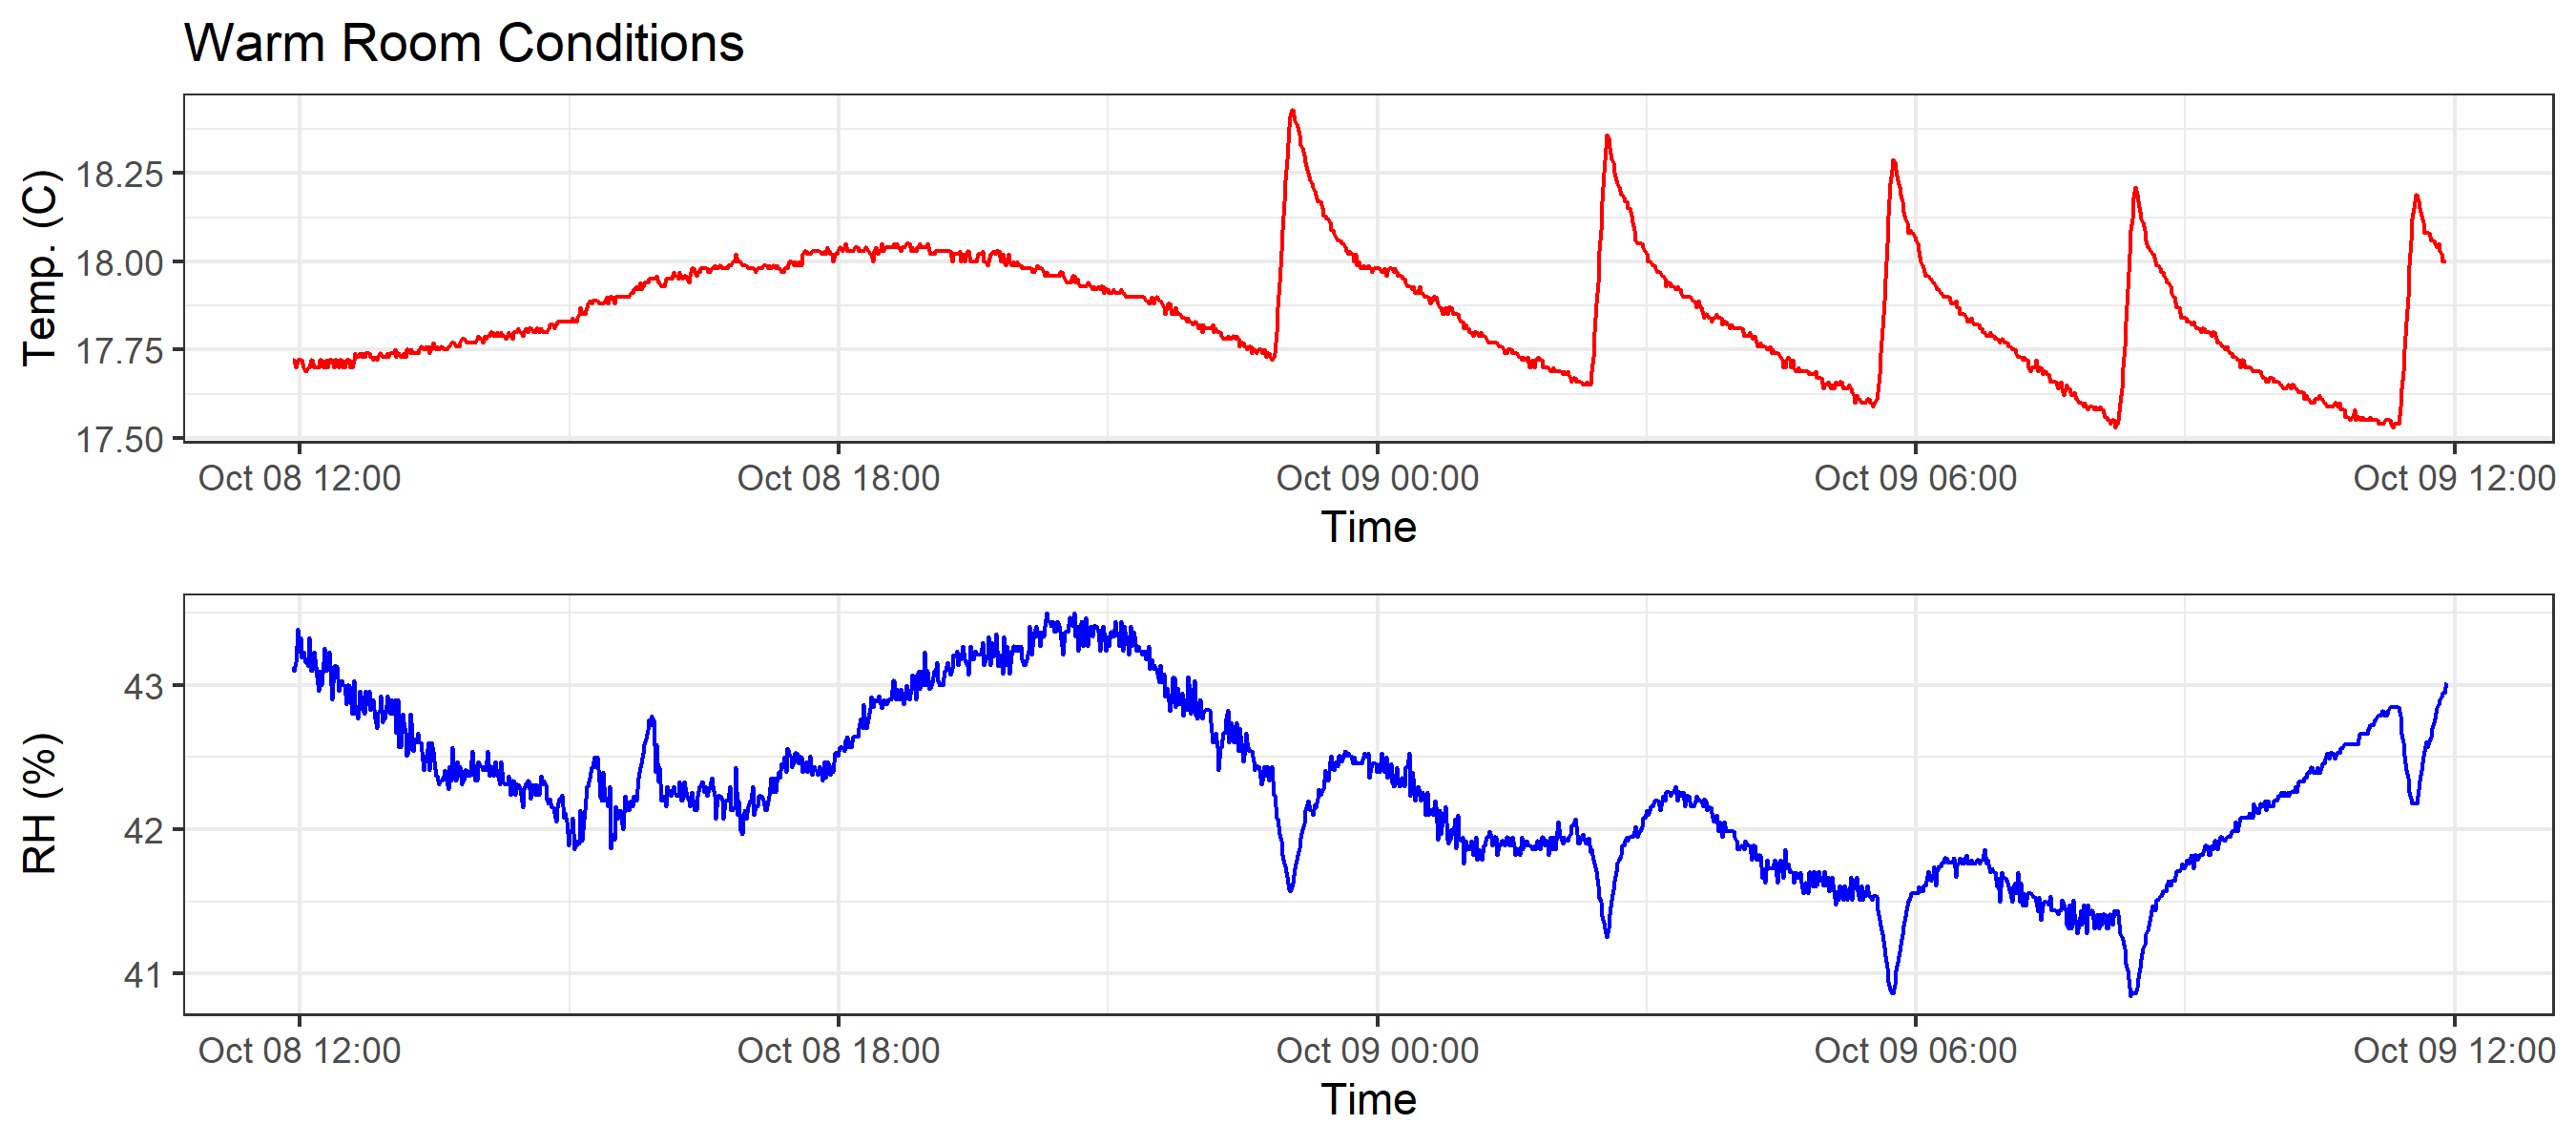 Warm Room Conditions
Temp. (C)
18.25
18.00
17.75
17.50
Oct 08 12:00 Oct 08 18:00 Oct 09 00:00 Oct 09 06:00 Oct 09 12:00
Time
RH (%)
43
42
41
Oct 08 12:00 Oct 08 18:00 Oct 09 00:00 Oct 09 06:00 Oct 09 12:00
Time